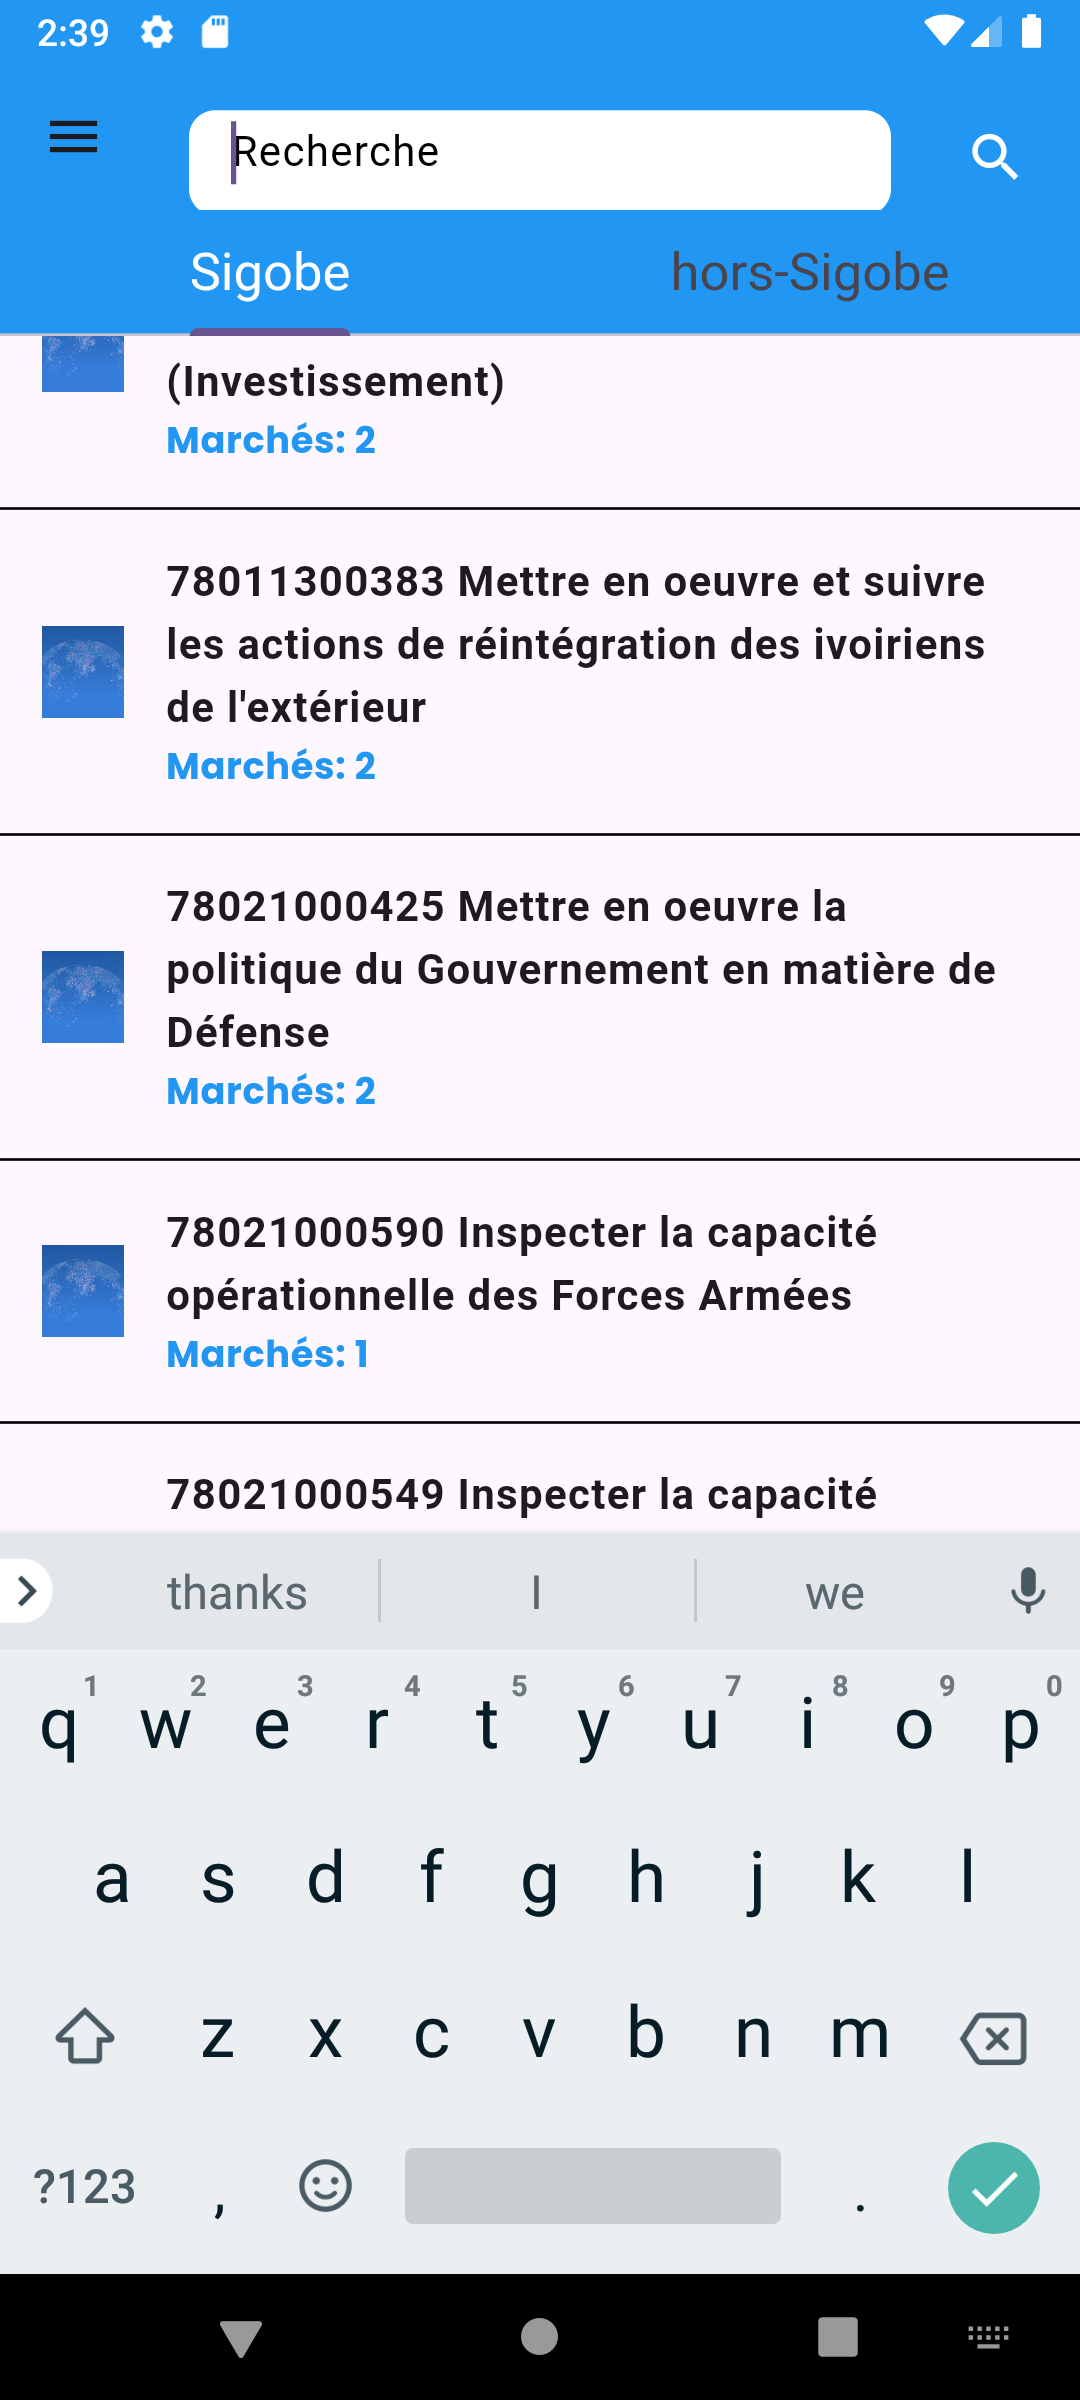 2:39
Recherche
Sigobe
hors-Sigobe
(Investissement)
Marchés: 2
78011300383 Mettre en oeuvre et suivre
les actions de réintégration des ivoiriens
de l'extérieur
Marchés: 2
78021000425 Mettre en oeuvre la
politique du Gouvernement en matière de
Défense
Marchés: 2
78021000590 Inspecter la capacité
opérationnelle des Forces Armées
Marchés: 1
78021000549 Inspecter la capacité
thanks I we
1 2 3 4 5 6 7 8 9 0
q w e r t y u i o p
a s d f g h j k l
z x c v b n m
?123 , .